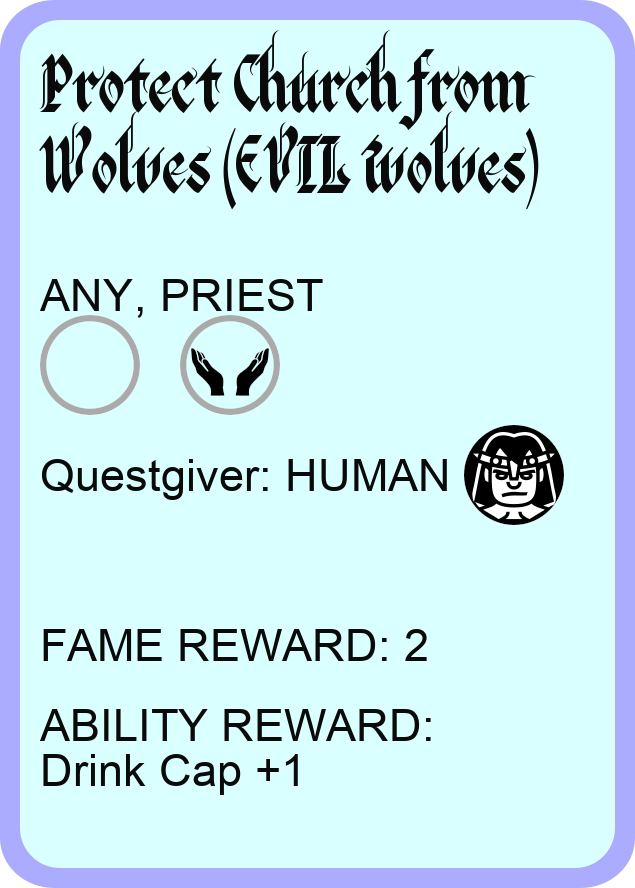 Protect Church from
Wolves (EVIL wolves)
ANY, PRIEST
Questgiver: HUMAN
FAME REWARD: 2
ABILITY REWARD:
Drink Cap +1